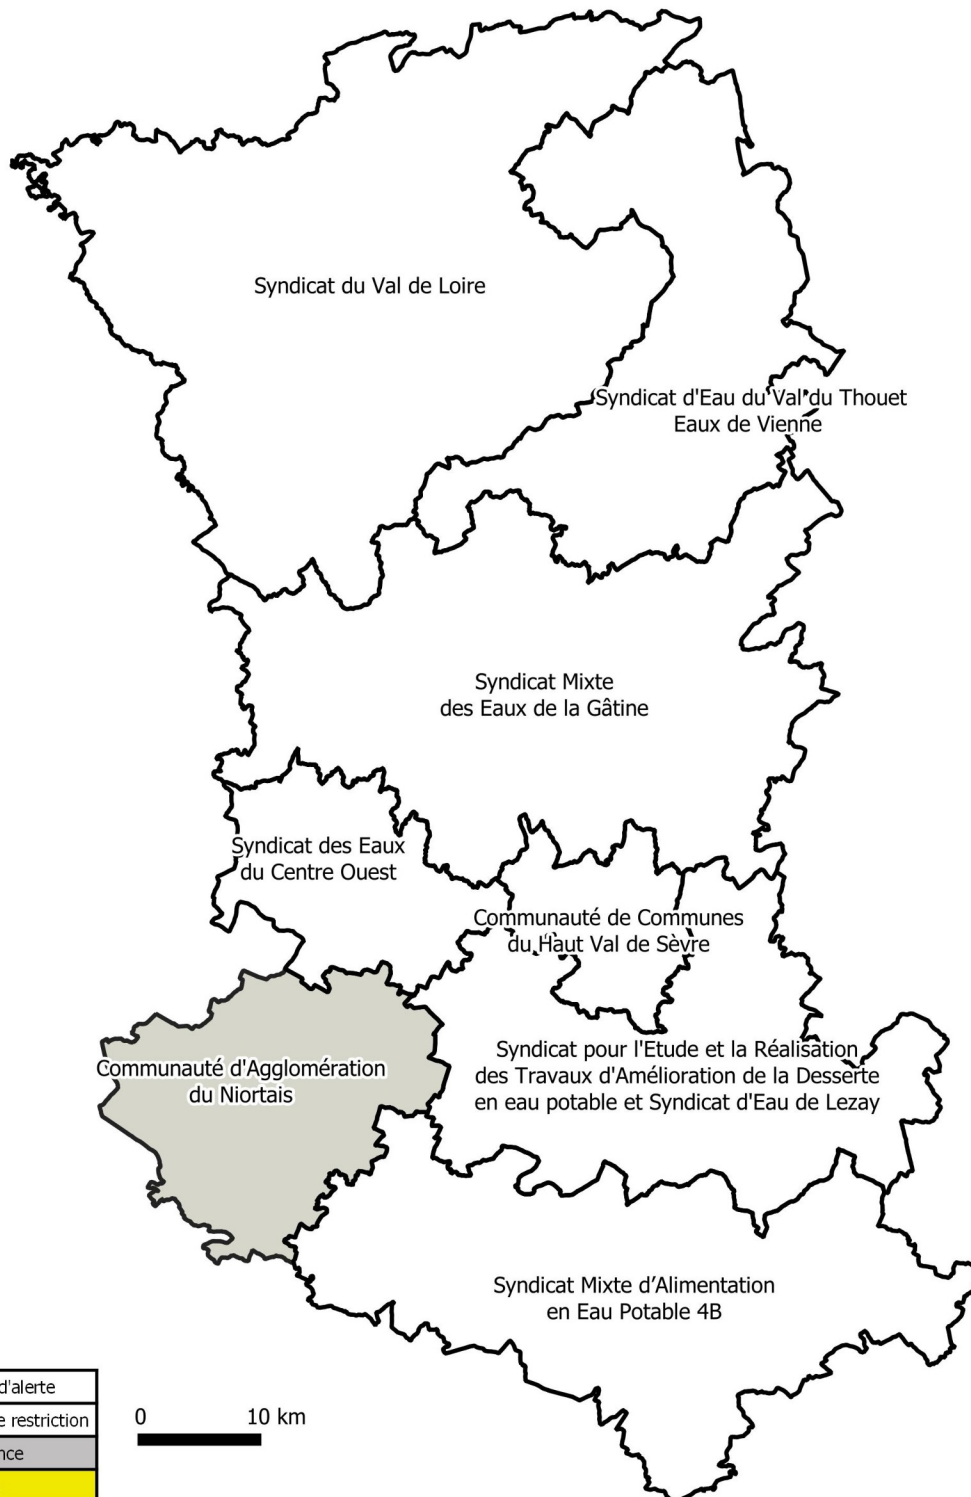 Syndicat du Val de Loire
Syndicat d'Eau du Val du Thouet
Eaux de Vienne
Syndicat Mixte
des Eaux de la Gâtine
Syndicat des Eaux
du Centre Ouest
Communauté de Communes
du Haut Val de Sèvre
Communauté d'Agglomération
du Niortais
Syndicat pour l'Etude et la Réalisation
des Travaux d'Amélioration de la Desserte
en eau potable et Syndicat d'Eau de Lezay
Syndicat Mixte d’Alimentation
en Eau Potable 4B
d'alerte
restriction
0 10 km